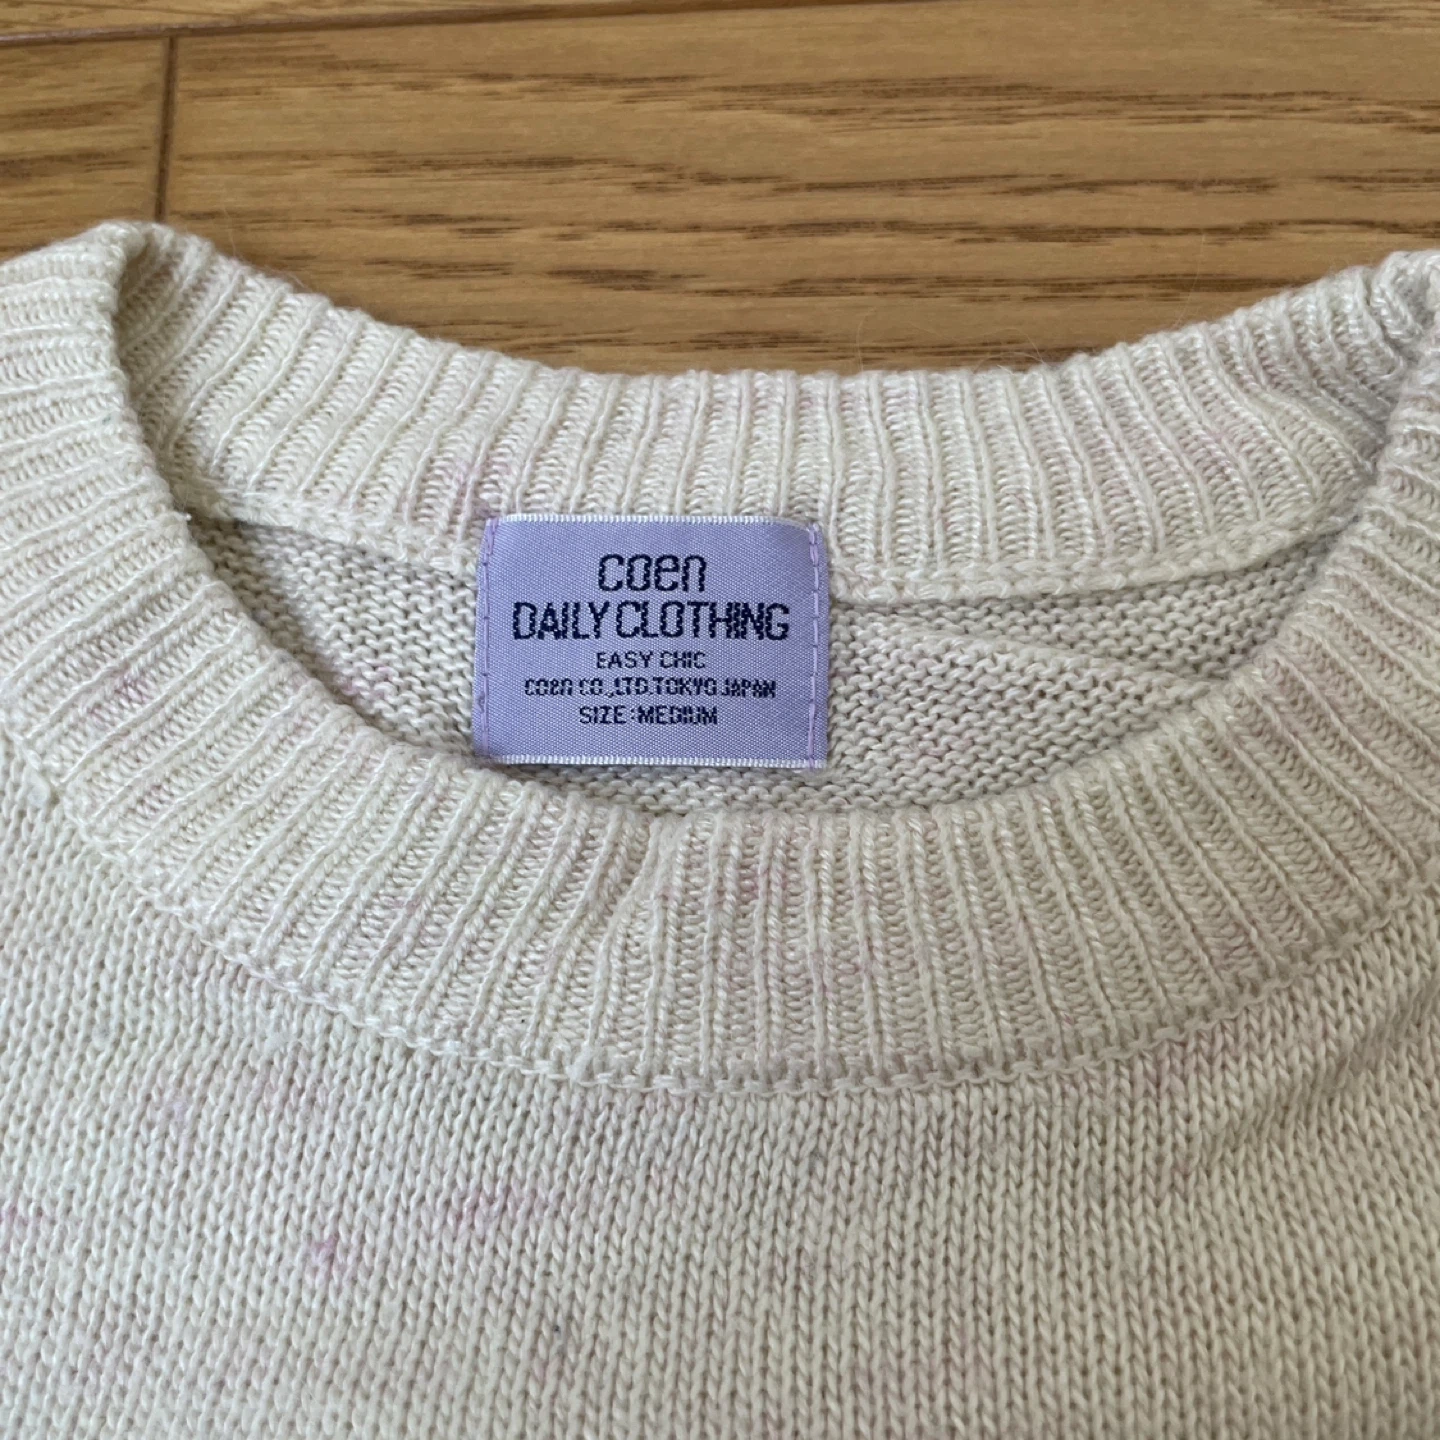 coen
DAILY CLOTHING
EASY CHIC
coen CO.,LTD.TOKYO JAPAN
SIZE:MEDIUM